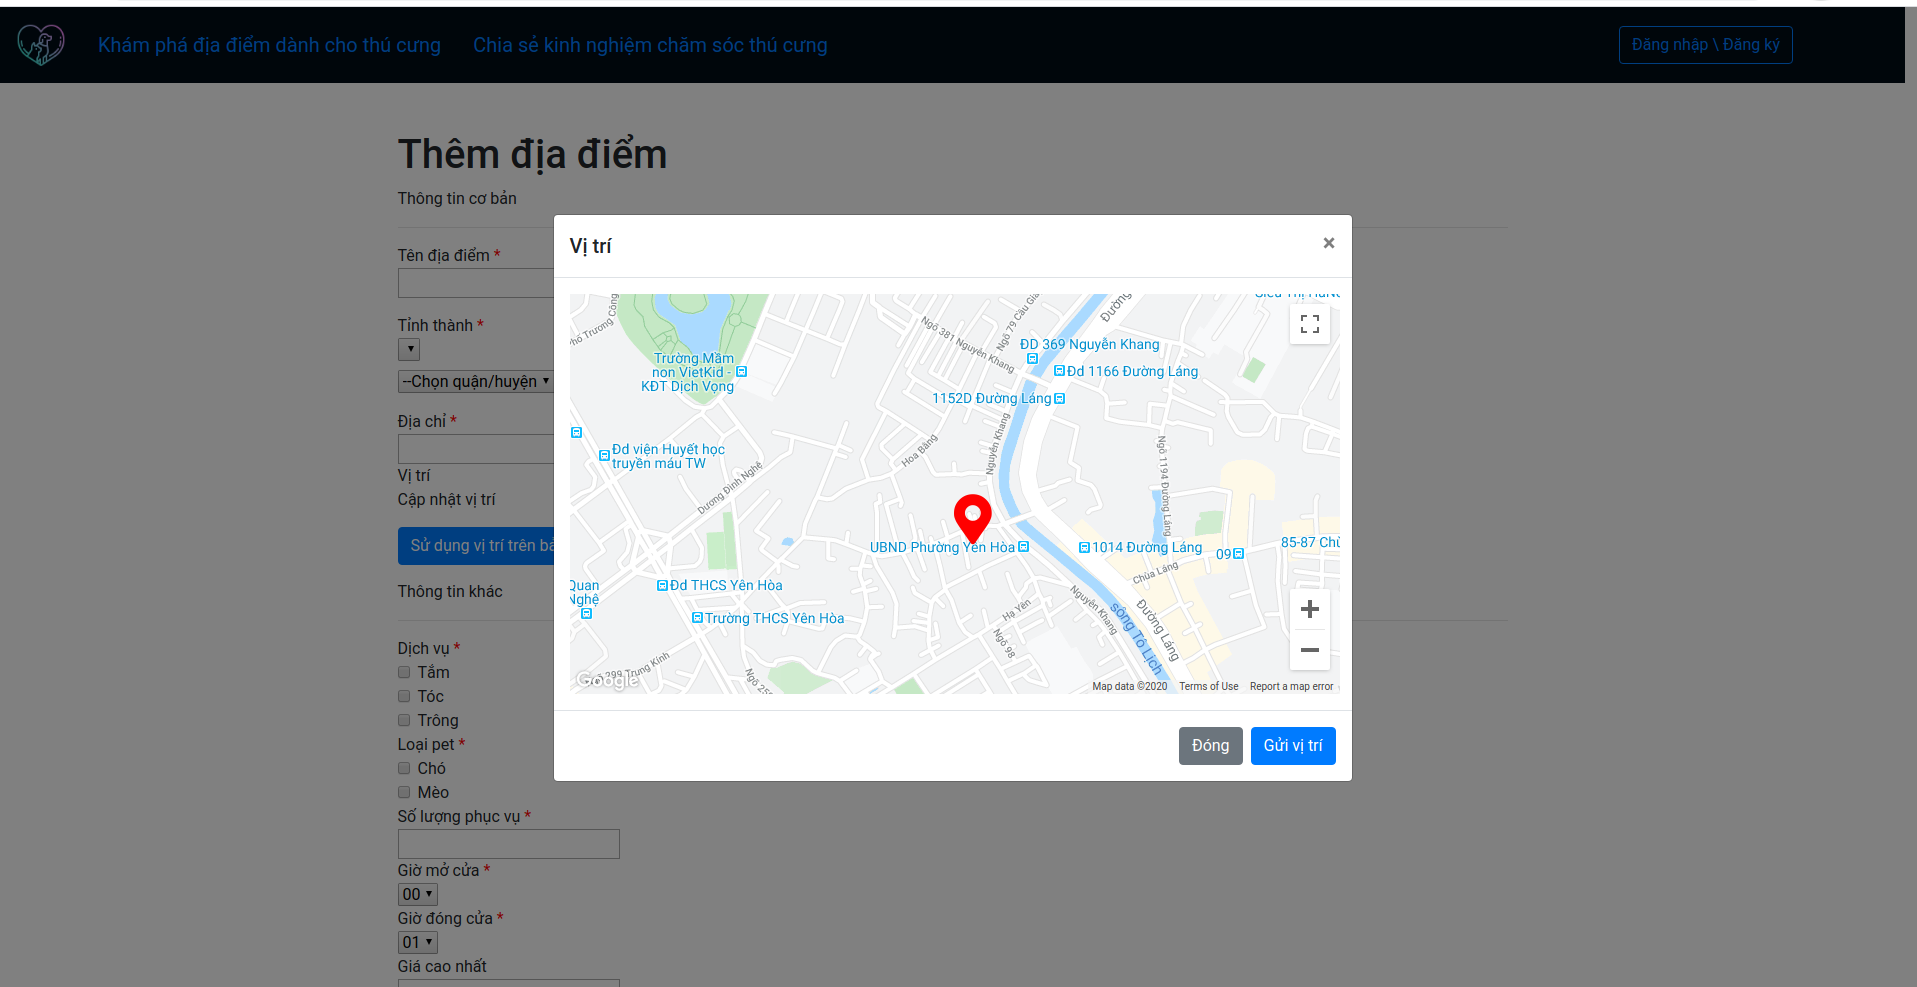 Khám phá địa điểm dành cho thú cưng
Chia sẻ kinh nghiệm chăm sóc thú cưng
Đăng nhập \ Đăng ký
Thêm địa điểm
Thông tin cơ bản
Tên địa điểm *
Tỉnh thành *
--Chọn quận/huyện
Địa chỉ *
Vị trí
Cập nhật vị trí
Sử dụng vị trí trên
Thông tin khác
Dịch vụ *
Tắm
Tóc
Trông
Loại pet *
Chó
Mèo
Số lượng phục vụ *
Giờ mở cửa *
00
Giờ đóng cửa *
01
Giá cao nhất
Vị trí
×
Trường Mầm
non VietKid -
KĐT Dịch Vọng
Ngõ 381 Nguyễn Khang
Ngõ 79 Cầu
ĐD 369 Nguyễn Khang
Đd 1166 Đường Láng
1152D Đường Láng
Đường
Đd viện Huyết học
truyền máu TW
Dương Đình Nghệ
Hoa Bằng
Nguyễn Khang
Ngõ 1194 Đường Láng
UBND Phường Yên Hòa
1014 Đường Láng
09
85-87
Chùa Láng
Quan
Nghệ
Đd THCS Yên Hòa
Trường THCS Yên Hòa
Hạ Yên
Ngõ 98
Nguyễn Khang
sông Tô Lịch
Đường Láng
299 Trung Kính
Google
Map data ©2020
Terms of Use
Report a map error
Đóng
Gửi vị trí